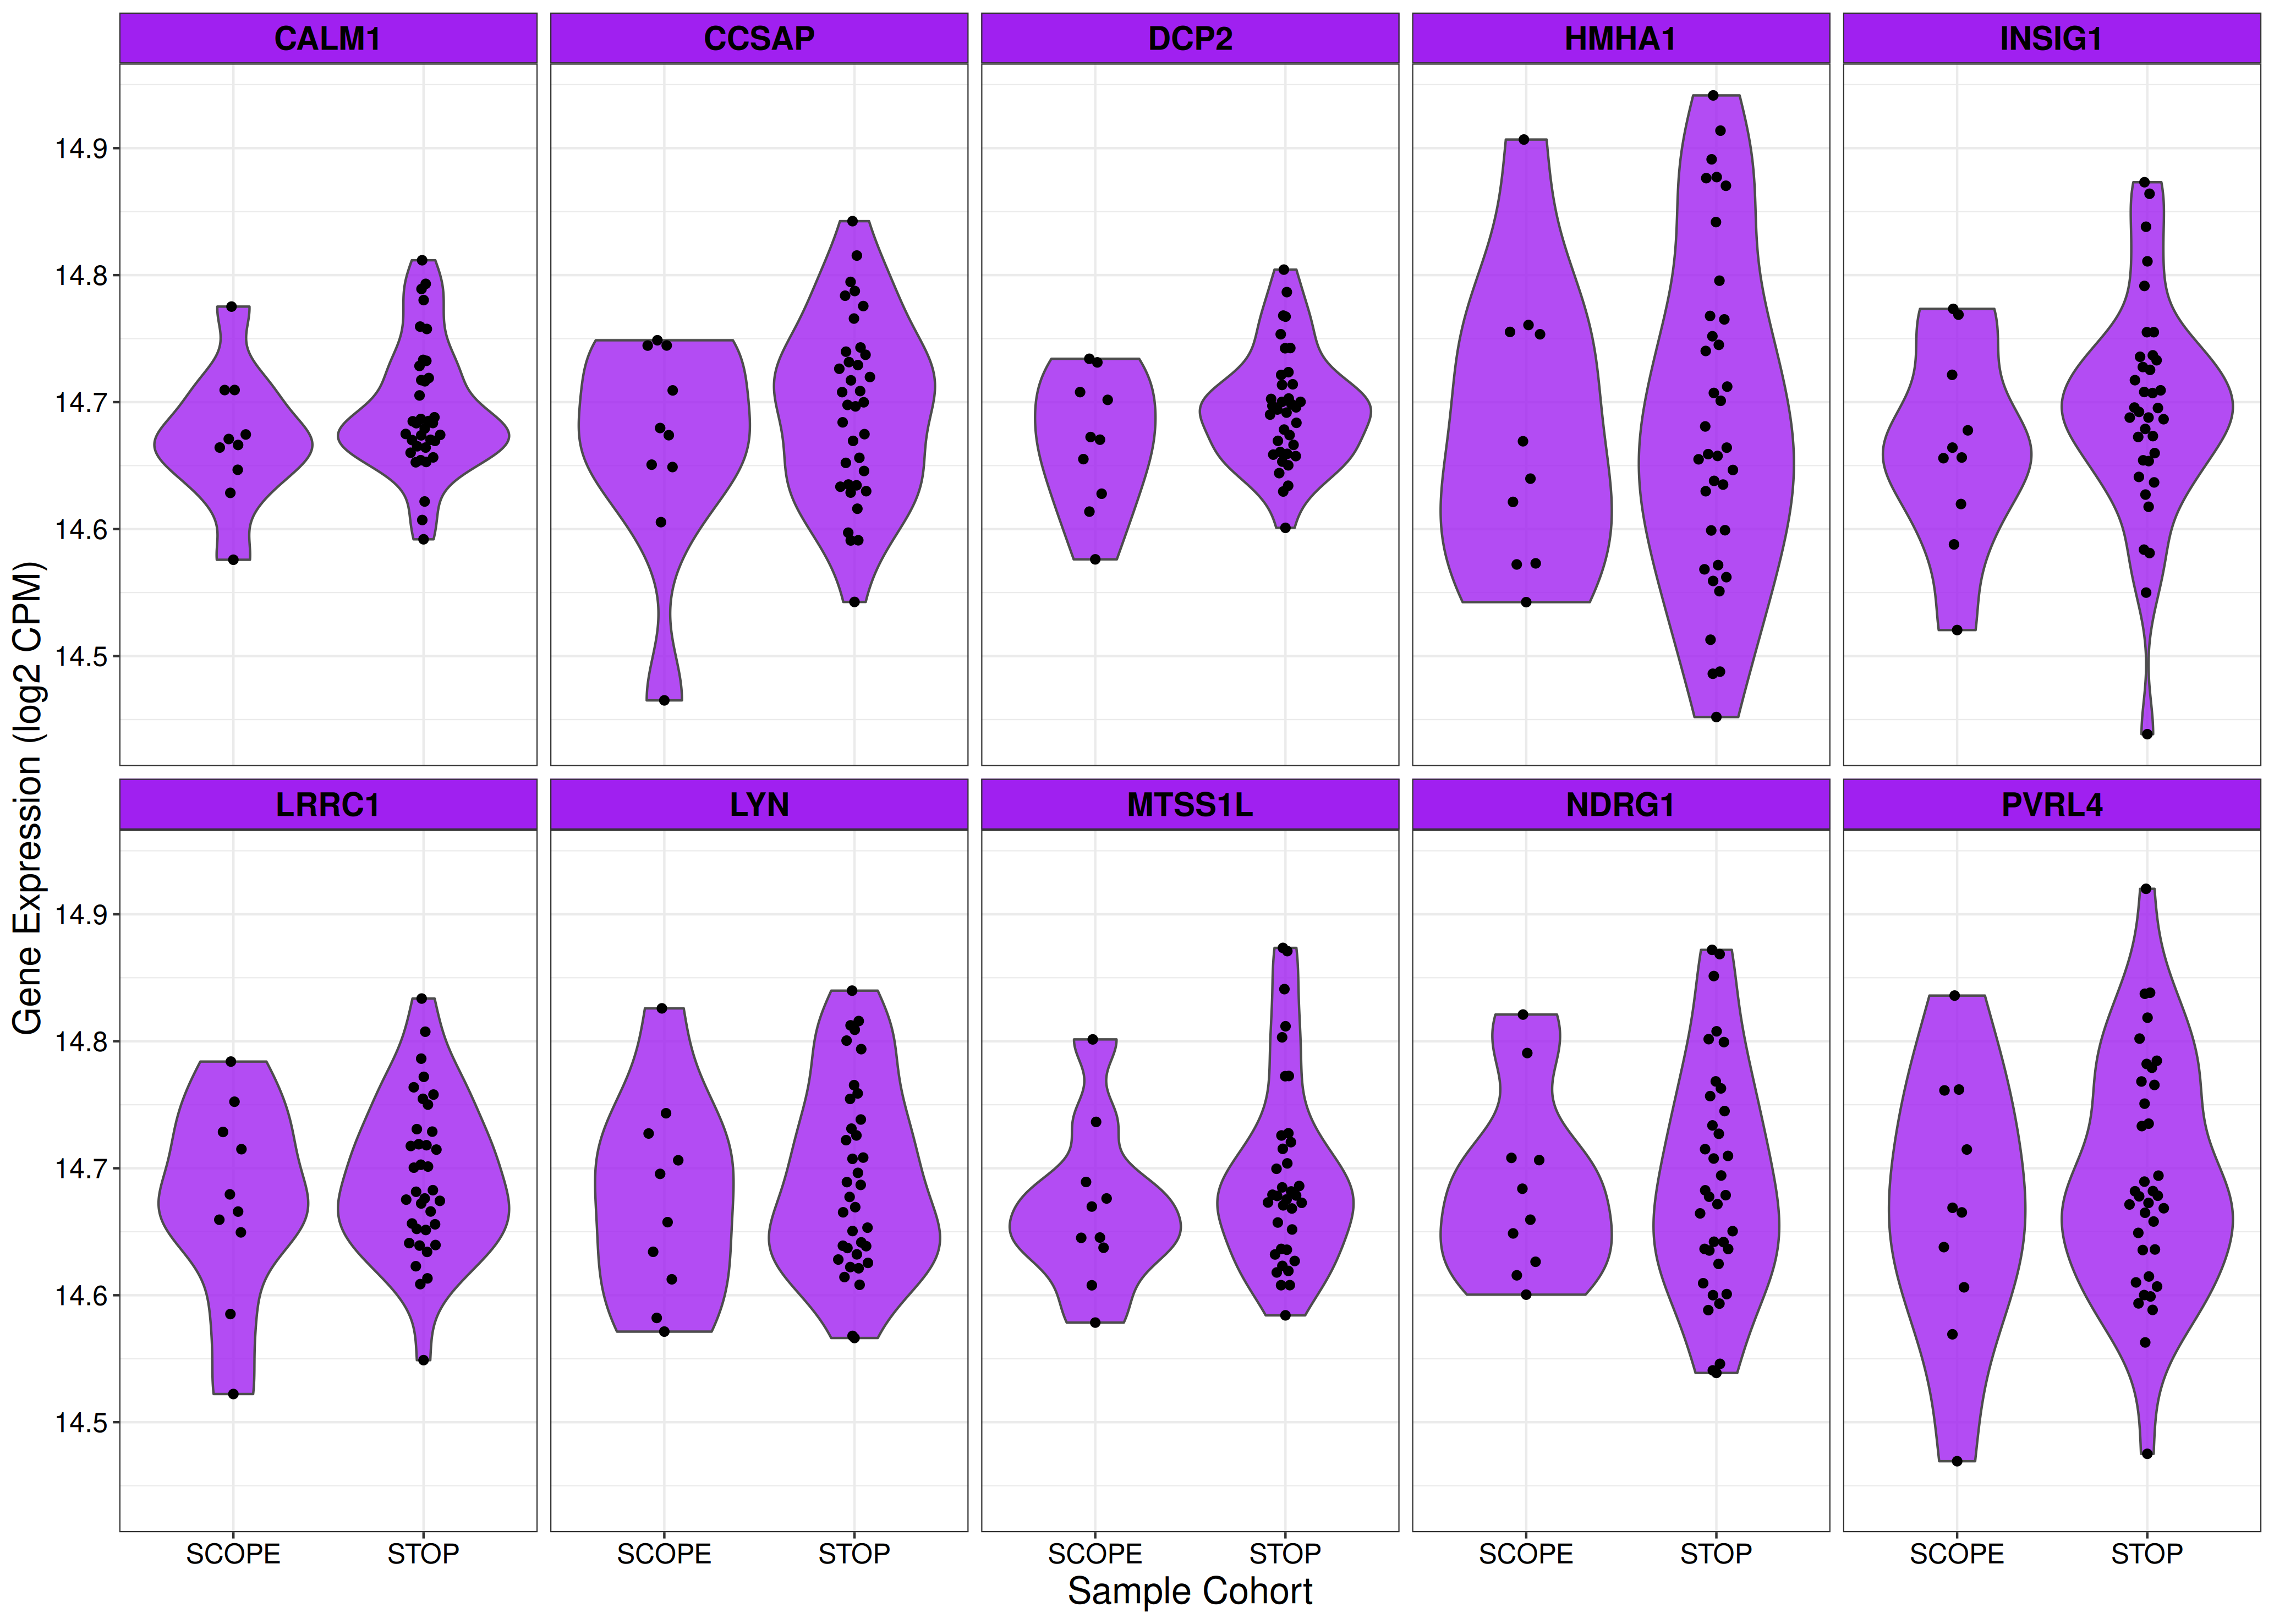 CALM1 CCSAP DCP2 HMHA1 INSIG1
14.9
14.8
14.7
14.6
14.5
Gene Expression (log2 CPM)
LRRC1 LYN MTSS1L NDRG1 PVRL4
14.9
14.8
14.7
14.6
14.5
SCOPE STOP SCOPE STOP SCOPE STOP SCOPE STOP SCOPE STOP
Sample Cohort